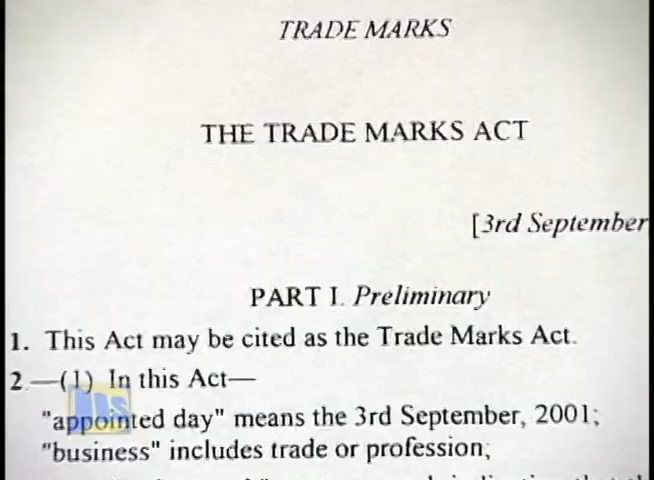 TRADE MARKS
THE TRADE MARKS ACT
[3rd September
PART I. Preliminary
1. This Act may be cited as the Trade Marks Act.
2.—(1) In this Act—
"appointed day" means the 3rd September, 2001;
"business" includes trade or profession;